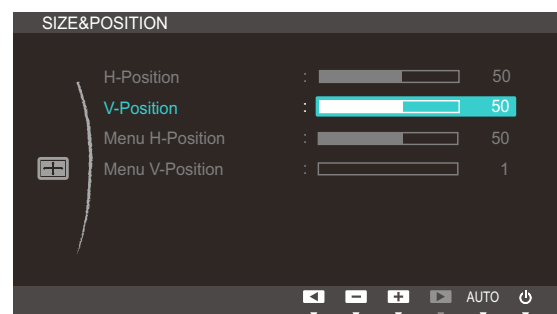 SIZE&POSITION
H-Position : 50
V-Position : 50
Menu H-Position : 50
Menu V-Position : 1
AUTO